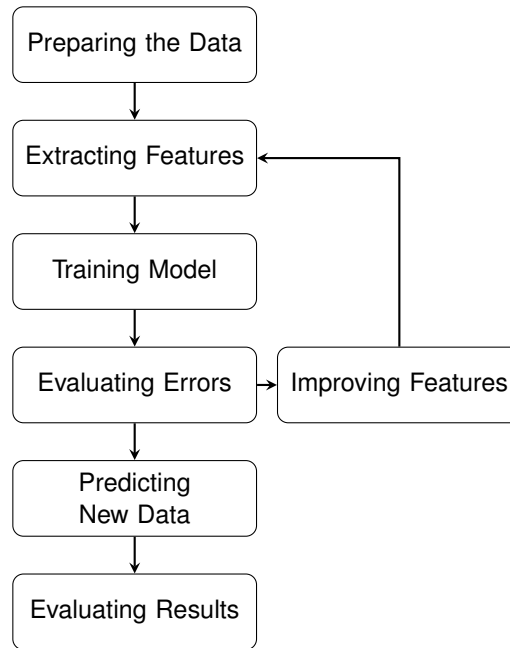 Preparing the Data
Extracting Features
Training Model
Evaluating Errors
Improving Features
Predicting
New Data
Evaluating Results